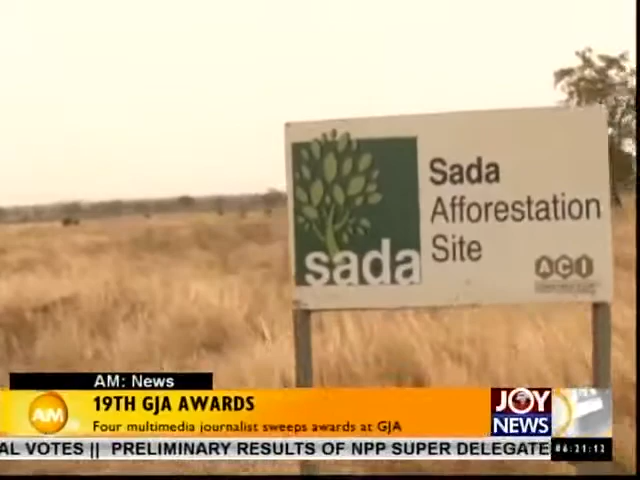 sada
Sada
Afforestation
Site
ACI
AM: News
AM
19TH GJA AWARDS
Four multimedia journalist sweeps awards at GJA
JOY
NEWS
AL VOTES || PRELIMINARY RESULTS OF NPP SUPER DELEGATE
6:21:12